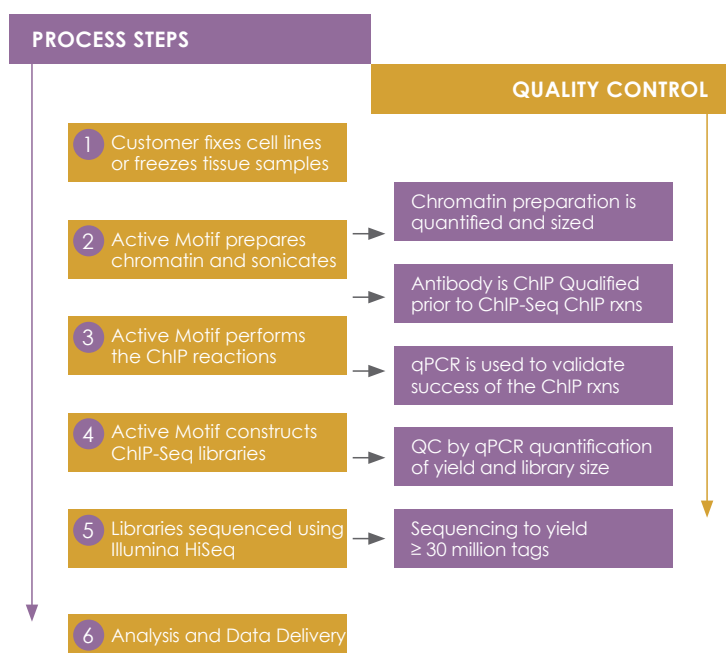 PROCESS STEPS
QUALITY CONTROL
1 Customer fixes cell lines
or freezes tissue samples
Chromatin preparation is
quantified and sized
2 Active Motif prepares
chromatin and sonicates
Antibody is ChIP Qualified
prior to ChIP-Seq ChIP rxns
3 Active Motif performs
the ChIP reactions
qPCR is used to validate
success of the ChIP rxns
4 Active Motif constructs
ChIP-Seq libraries
QC by qPCR quantification
of yield and library size
5 Libraries sequenced using
Illumina HiSeq
Sequencing to yield
≥ 30 million tags
6 Analysis and Data Delivery